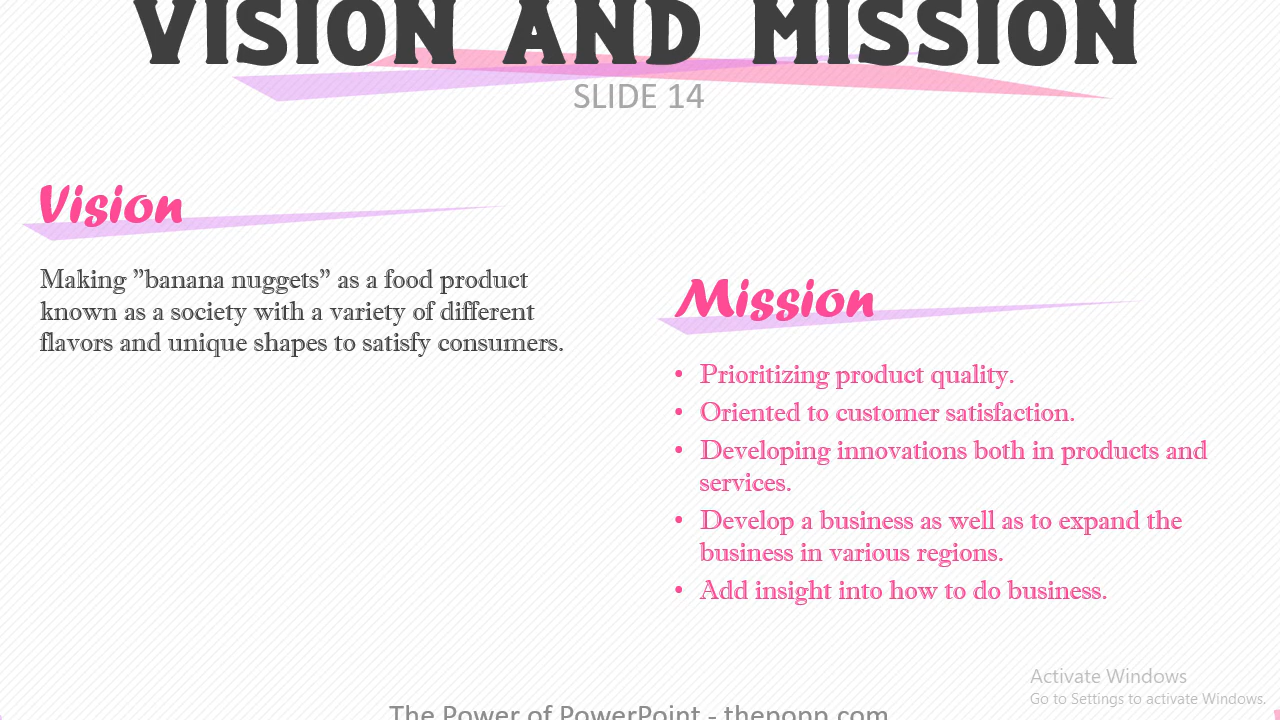 VISION AND MISSION
SLIDE 14
Vision
Making ”banana nuggets” as a food product
known as a society with a variety of different
flavors and unique shapes to satisfy consumers.
Mission
• Prioritizing product quality.
• Oriented to customer satisfaction.
• Developing innovations both in products and
services.
• Develop a business as well as to expand the
business in various regions.
• Add insight into how to do business.
Activate Windows
Go to Settings to activate Windows.
The Power of PowerPoint - thepopp.com